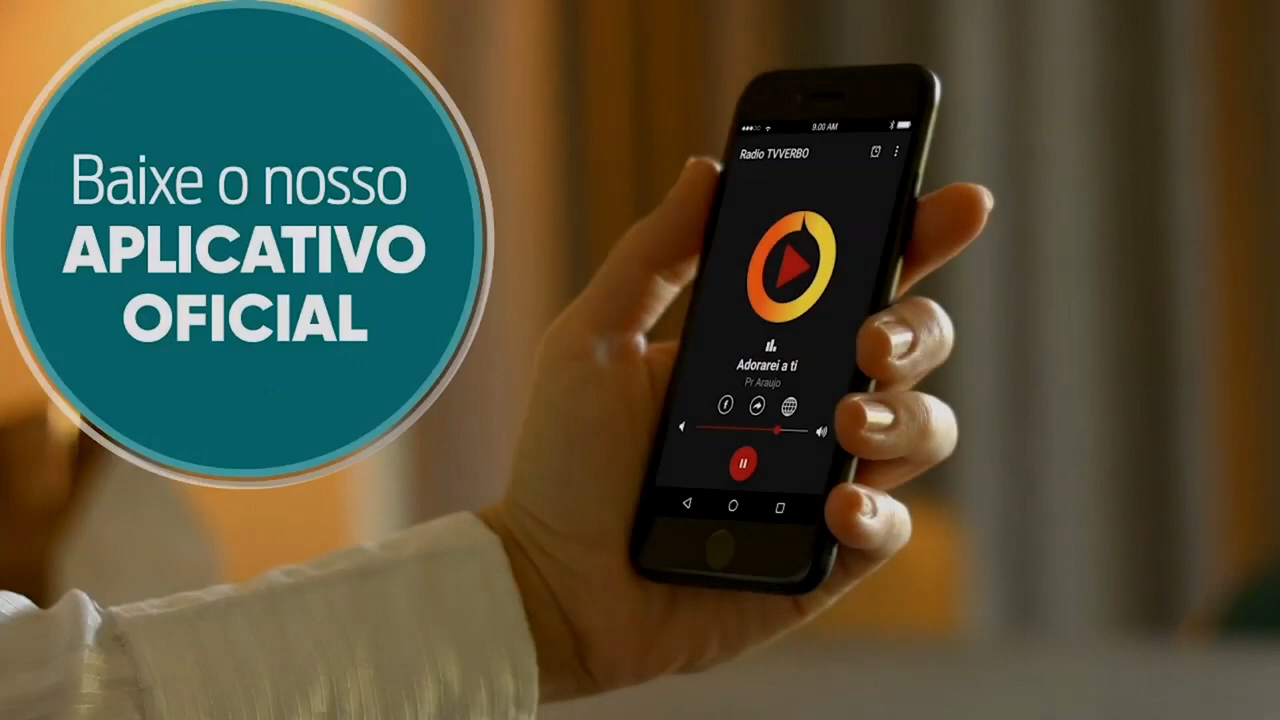 Baixe o nosso
APLICATIVO
OFICIAL
9.00 AM
Radio TVVERBO
Adorarei a ti
Pr Araujo